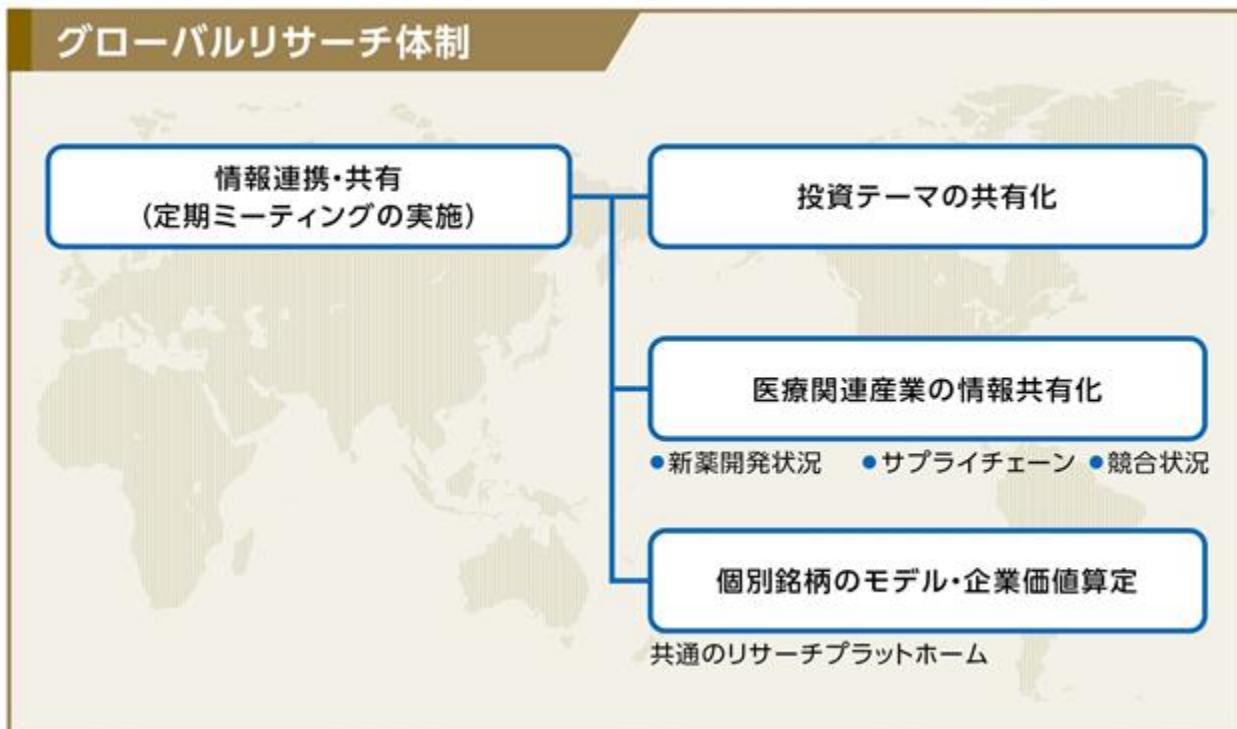 グローバルリサーチ体制
情報連携・共有
(定期ミーティングの実施)
投資テーマの共有化
医療関連産業の情報共有化
●新薬開発状況 ●サプライチェーン ●競合状況
個別銘柄のモデル・企業価値算定
共通のリサーチプラットホーム